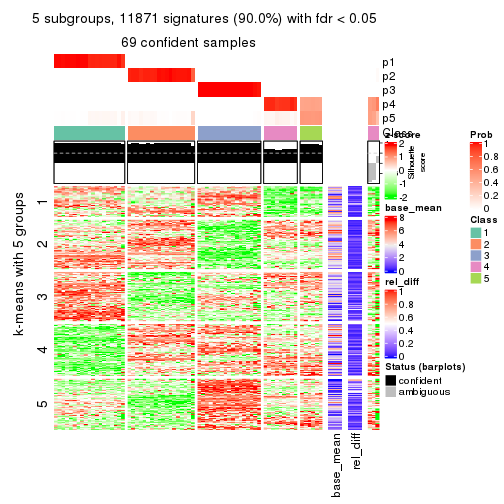 5 subgroups, 11871 signatures (90.0%) with fdr < 0.05
69 confident samples
p1
p2
p3
p4
p5
Class
Silhouette
score
z-score
2
1
0
-1
-2
base_mean
8
6
4
2
0
rel_diff
1
0.8
0.6
0.4
0.2
0
Status (barplots)
confident
ambiguous
Prob
1
0.8
0.6
0.4
0.2
0
Class
1
2
3
4
5
k-means with 5 groups
1
2
3
4
5
base_mean
rel_diff